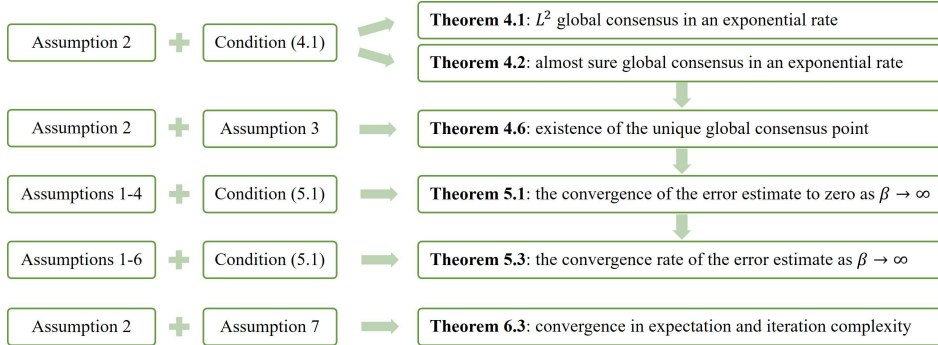 Assumption 2 + Condition (4.1)
Theorem 4.1: L² global consensus in an exponential rate
Theorem 4.2: almost sure global consensus in an exponential rate
Assumption 2 + Assumption 3
Theorem 4.6: existence of the unique global consensus point
Assumptions 1-4 + Condition (5.1)
Theorem 5.1: the convergence of the error estimate to zero as β → ∞
Assumptions 1-6 + Condition (5.1)
Theorem 5.3: the convergence rate of the error estimate as β → ∞
Assumption 2 + Assumption 7
Theorem 6.3: convergence in expectation and iteration complexity